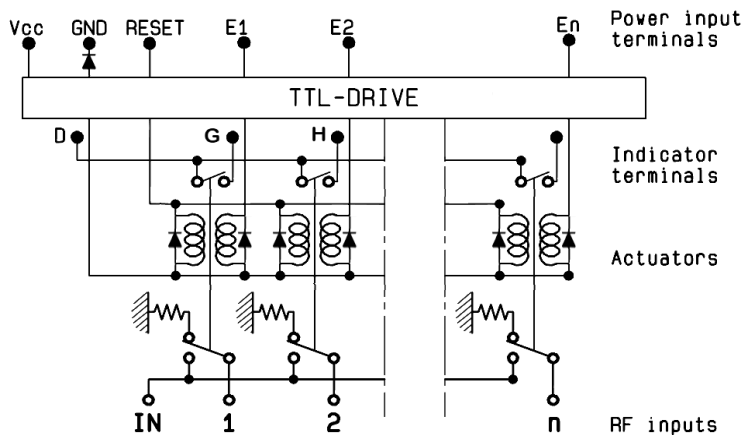 Vcc GND RESET E1 E2 En Power input
terminals
TTL-DRIVE
D G H Indicator
terminals
Actuators
IN 1 2 n RF inputs